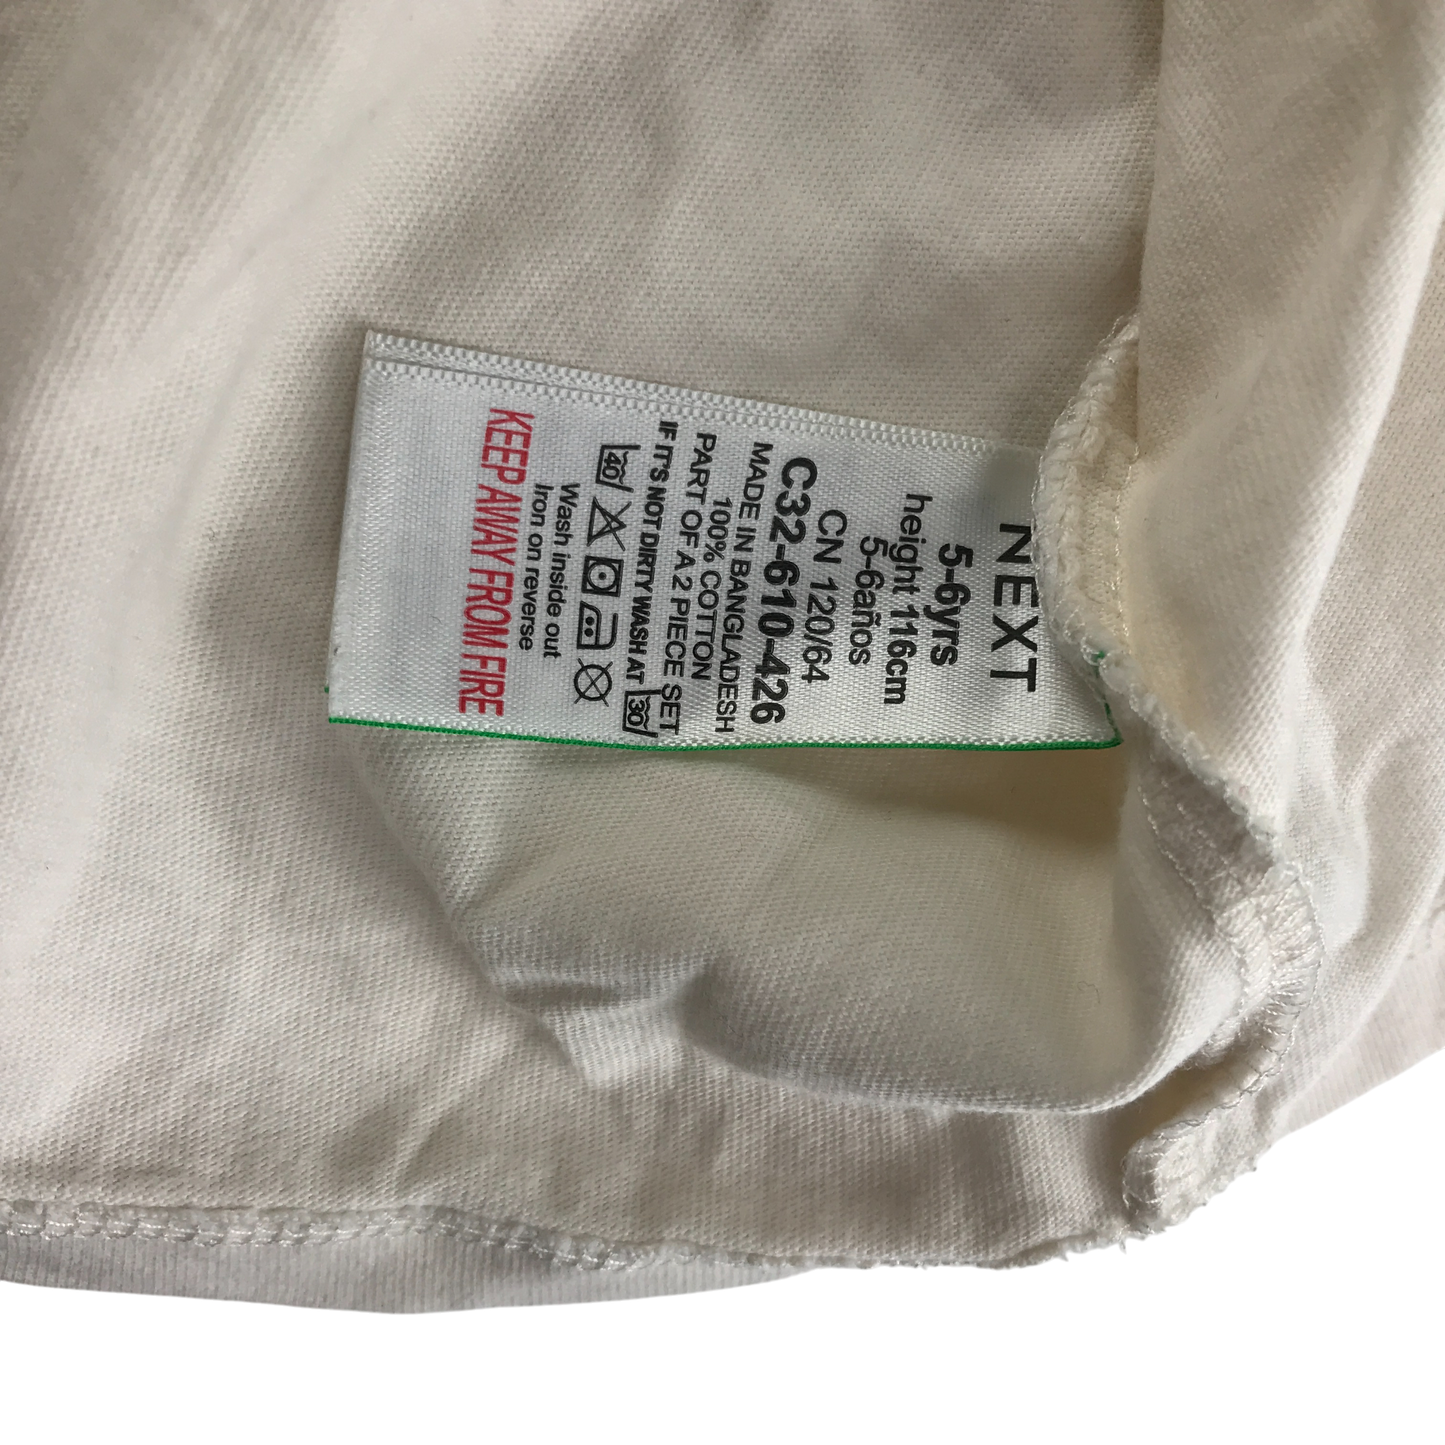 NEXT
5-6yrs
height 116cm
5-6años
CN 120/64
C32-610-426
MADE IN BANGLADESH
100% COTTON
PART OF A 2 PIECE SET
IF IT'S NOT DIRTY WASH AT 30
40
Wash inside out
Iron on reverse
KEEP AWAY FROM FIRE